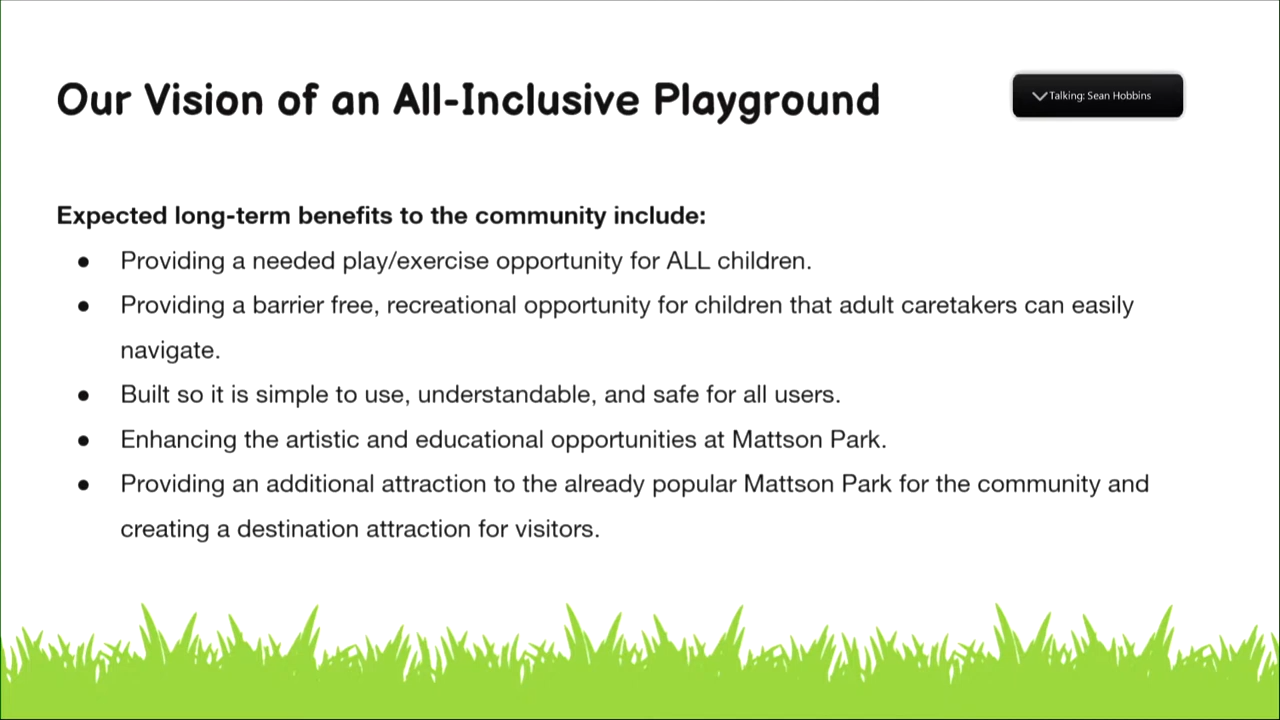 Our Vision of an All-Inclusive Playground
Talking: Sean Hobbins
Expected long-term benefits to the community include:
● Providing a needed play/exercise opportunity for ALL children.
● Providing a barrier free, recreational opportunity for children that adult caretakers can easily
navigate.
● Built so it is simple to use, understandable, and safe for all users.
● Enhancing the artistic and educational opportunities at Mattson Park.
● Providing an additional attraction to the already popular Mattson Park for the community and
creating a destination attraction for visitors.